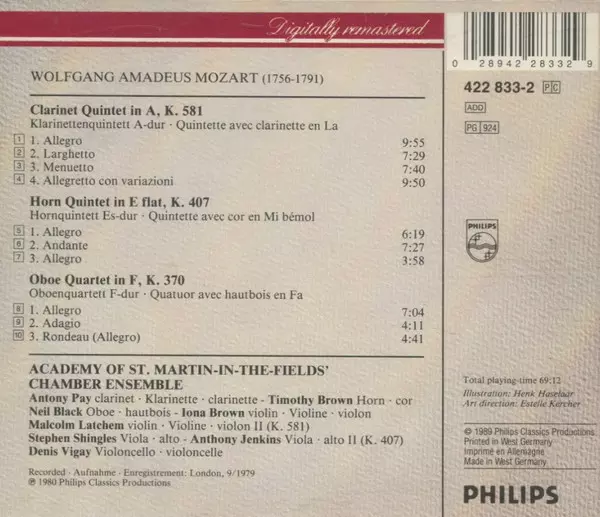 Digitally remastered
0 28942 28332 9
422 833-2 PC
ADD
PG 924
WOLFGANG AMADEUS MOZART (1756-1791)
Clarinet Quintet in A, K. 581
Klarinettenquintett A-dur · Quintette avec clarinette en La
1 1. Allegro 9:55
2 2. Larghetto 7:29
3 3. Menuetto 7:40
4 4. Allegretto con variazioni 9:50
Horn Quintet in E flat, K. 407
Hornquintett Es-dur · Quintette avec cor en Mi bémol
5 1. Allegro 6:19
6 2. Andante 7:27
7 3. Allegro 3:58
Oboe Quartet in F, K. 370
Oboenquartett F-dur · Quatuor avec hautbois en Fa
8 1. Allegro 7:04
9 2. Adagio 4:11
10 3. Rondeau (Allegro) 4:41
ACADEMY OF ST. MARTIN-IN-THE-FIELDS'
CHAMBER ENSEMBLE
Antony Pay clarinet · Klarinette · clarinette - Timothy Brown Horn · cor
Neil Black Oboe · hautbois - Iona Brown violin · Violine · violon
Malcolm Latchem violin · Violine · violon II (K. 581)
Stephen Shingles Viola · alto - Anthony Jenkins Viola · alto II (K. 407)
Denis Vigay Violoncello · violoncelle
Recorded · Aufnahme · Enregistrement: London, 9/1979
℗ 1980 Philips Classics Productions
PHILIPS
Total playing-time 69:12
Illustration: Henk Haselaar
Art direction: Estelle Kercher
© 1989 Philips Classics Productions
Printed in West Germany
Imprimé en Allemagne
Made in West Germany
PHILIPS